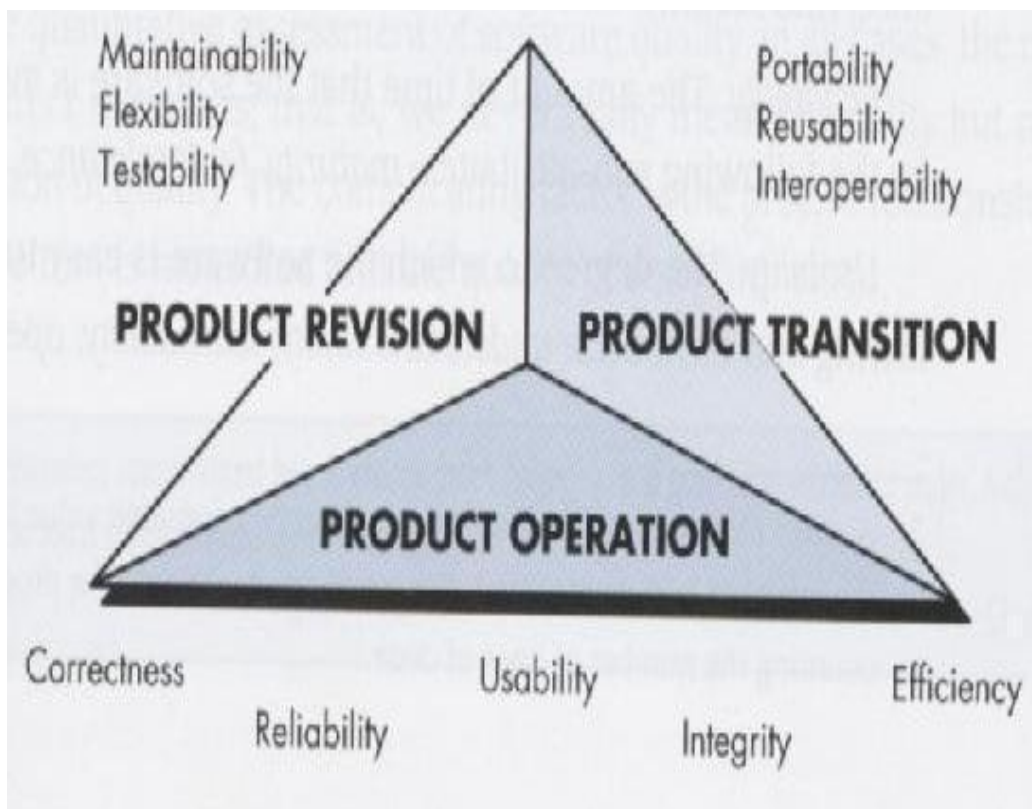 Maintainability
Flexibility
Testability
Portability
Reusability
Interoperability
PRODUCT REVISION
PRODUCT TRANSITION
PRODUCT OPERATION
Correctness
Reliability
Usability
Integrity
Efficiency